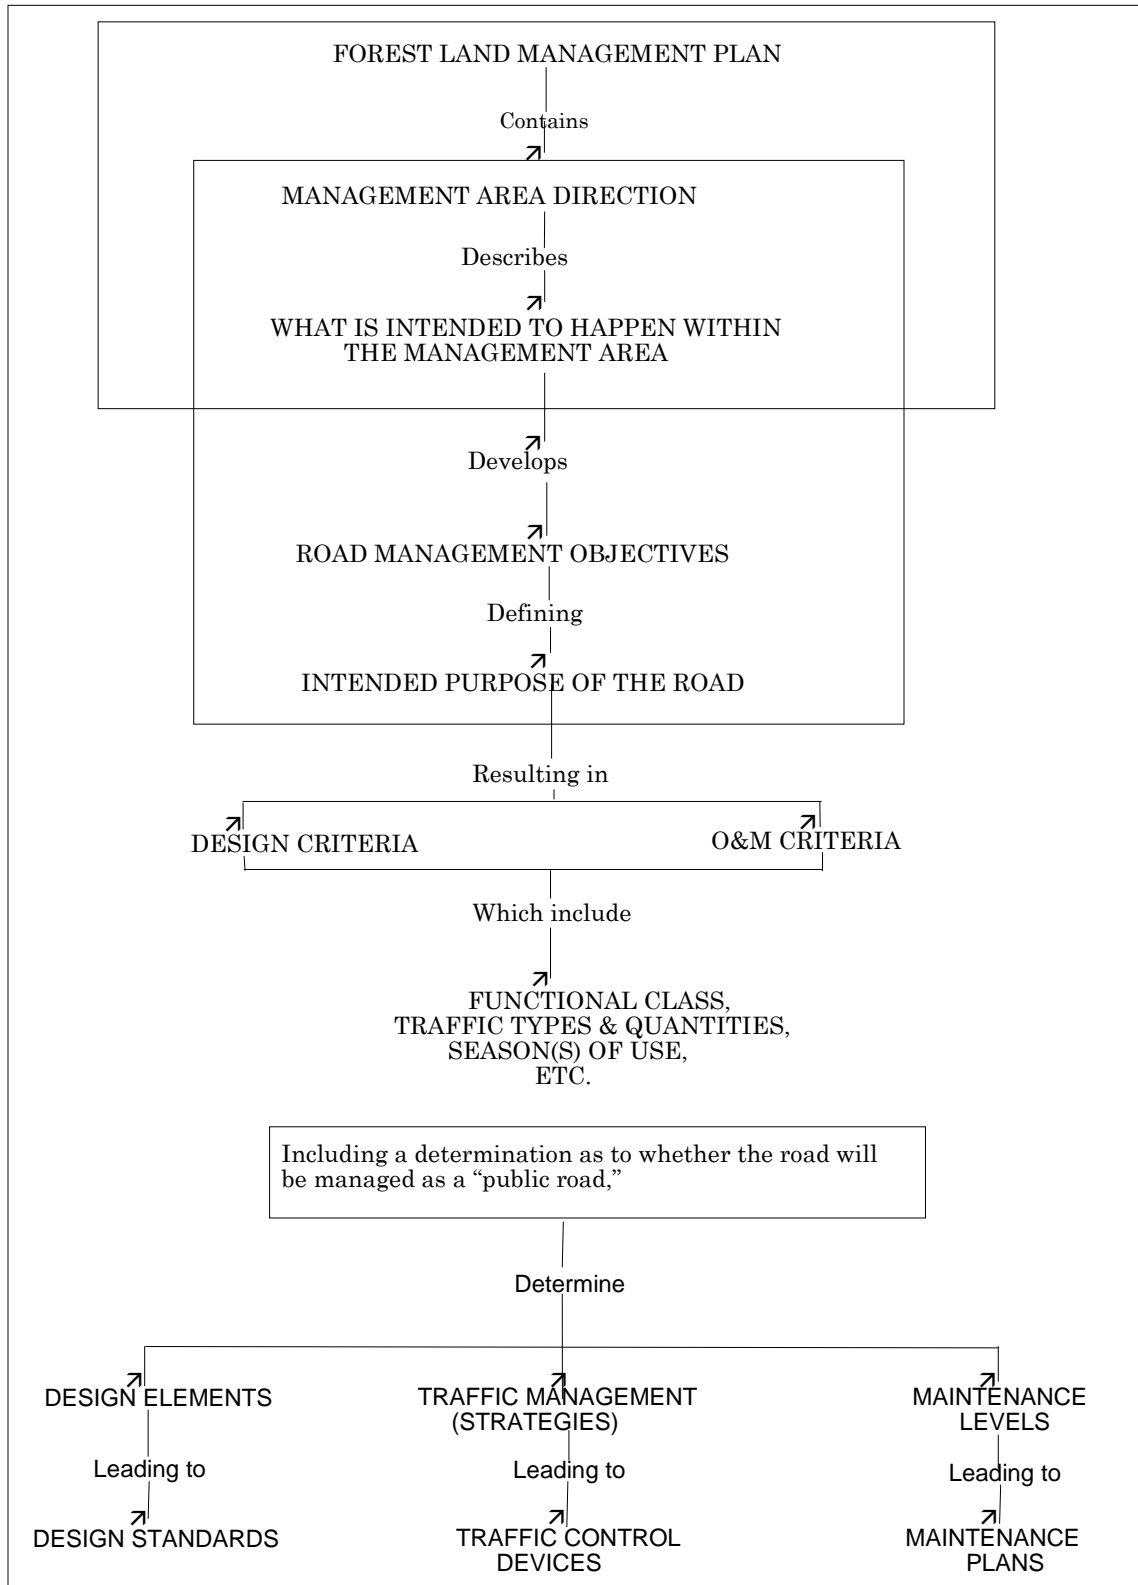 FOREST LAND MANAGEMENT PLAN
Contains
MANAGEMENT AREA DIRECTION
Describes
WHAT IS INTENDED TO HAPPEN WITHIN
THE MANAGEMENT AREA
Develops
ROAD MANAGEMENT OBJECTIVES
Defining
INTENDED PURPOSE OF THE ROAD
Resulting in
DESIGN CRITERIA
O&M CRITERIA
Which include
FUNCTIONAL CLASS,
TRAFFIC TYPES & QUANTITIES,
SEASON(S) OF USE,
ETC.
Including a determination as to whether the road will
be managed as a “public road,”
Determine
DESIGN ELEMENTS
TRAFFIC MANAGEMENT
(STRATEGIES)
MAINTENANCE
LEVELS
Leading to
Leading to
Leading to
DESIGN STANDARDS
TRAFFIC CONTROL
DEVICES
MAINTENANCE
PLANS